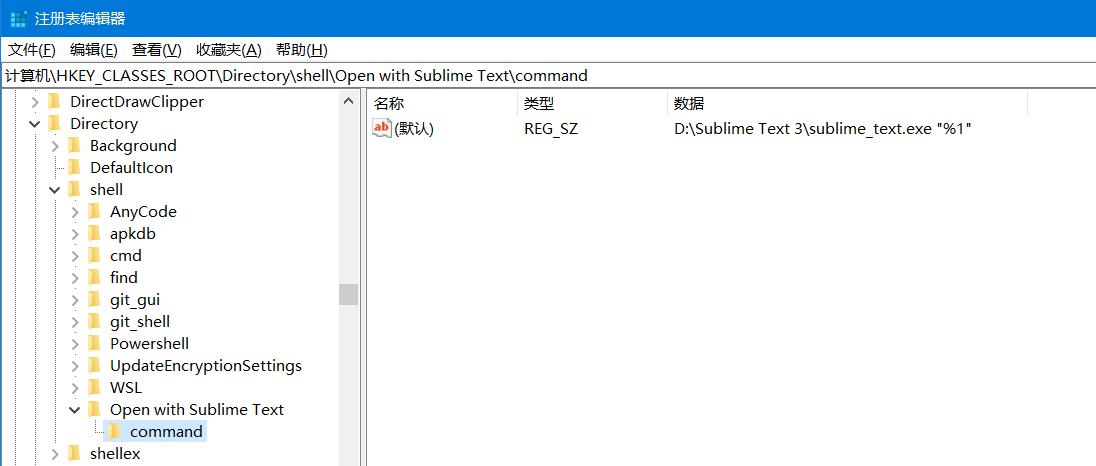 注册表编辑器
文件(F) 编辑(E) 查看(V) 收藏夹(A) 帮助(H)
计算机\HKEY_CLASSES_ROOT\Directory\shell\Open with Sublime Text\command
DirectDrawClipper
Directory
Background
DefaultIcon
shell
AnyCode
apkdb
cmd
find
git_gui
git_shell
Powershell
UpdateEncryptionSettings
WSL
Open with Sublime Text
command
shellex
名称 类型 数据
ab (默认) REG_SZ D:\Sublime Text 3\sublime_text.exe "%1"